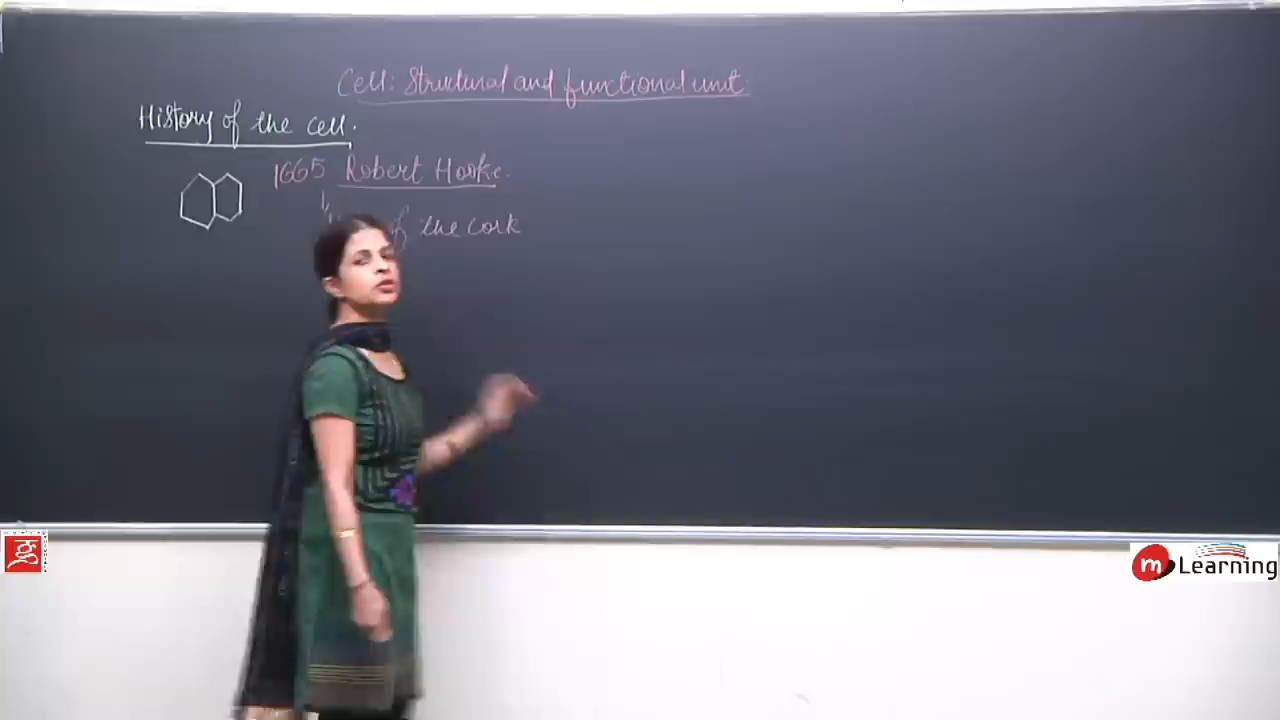 Cell: Structural and functional unit.
History of the cell.
1665 Robert Hooke.
of the cork
ग
m Learning